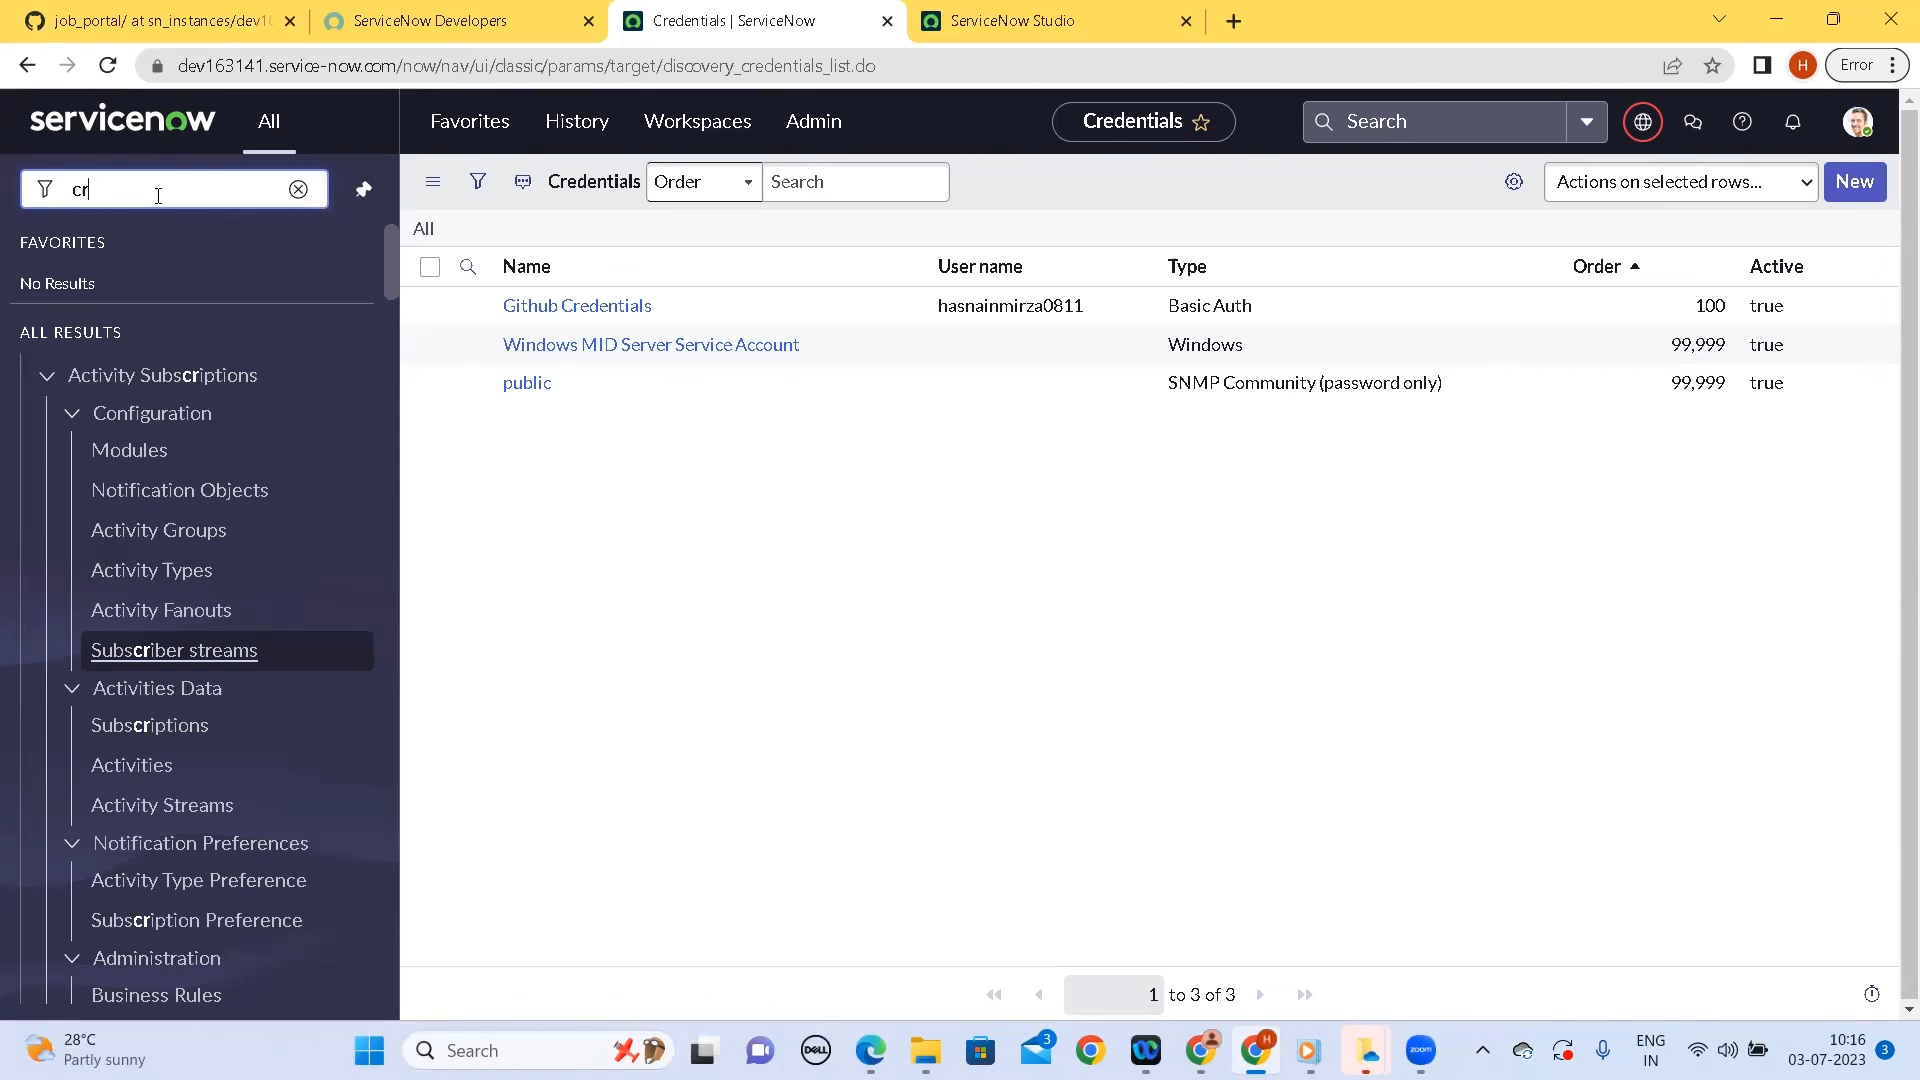 job_portal/ at sn_instances/dev16
ServiceNow Developers
Credentials | ServiceNow
ServiceNow Studio
dev163141.service-now.com/now/nav/ui/classic/params/target/discovery_credentials_list.do
H
Error
servicenow
All
Favorites
History
Workspaces
Admin
Credentials
Search
cr
Credentials
Order
Search
Actions on selected rows...
New
FAVORITES
No Results
ALL RESULTS
Activity Subscriptions
Configuration
Modules
Notification Objects
Activity Groups
Activity Types
Activity Fanouts
Subscriber streams
Activities Data
Subscriptions
Activities
Activity Streams
Notification Preferences
Activity Type Preference
Subscription Preference
Administration
Business Rules
All
Name User name Type Order Active
Github Credentials hasnainmirza0811 Basic Auth 100 true
Windows MID Server Service Account Windows 99,999 true
public SNMP Community (password only) 99,999 true
1 to 3 of 3
28°C
Partly sunny
Search
DELL
3
H
zoom
ENG
IN
10:16
03-07-2023
3